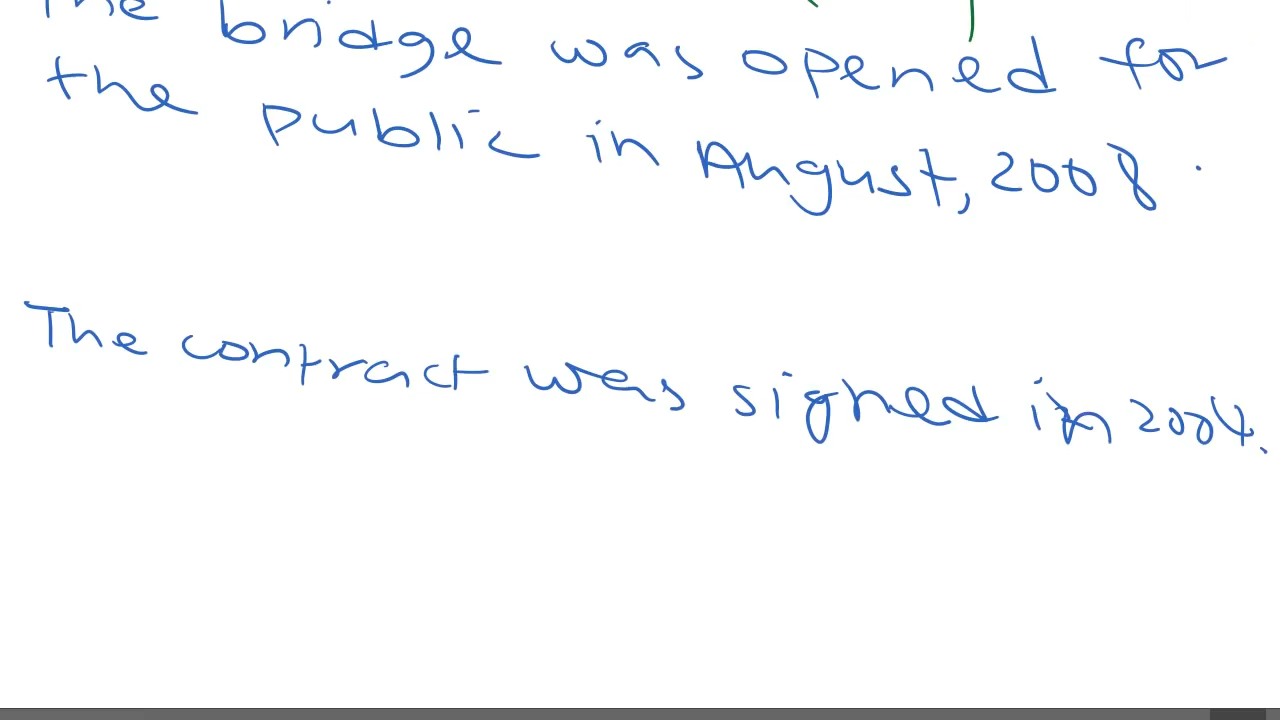 The bridge was opened for
the public in August, 2008.
The contract was signed in 2004.